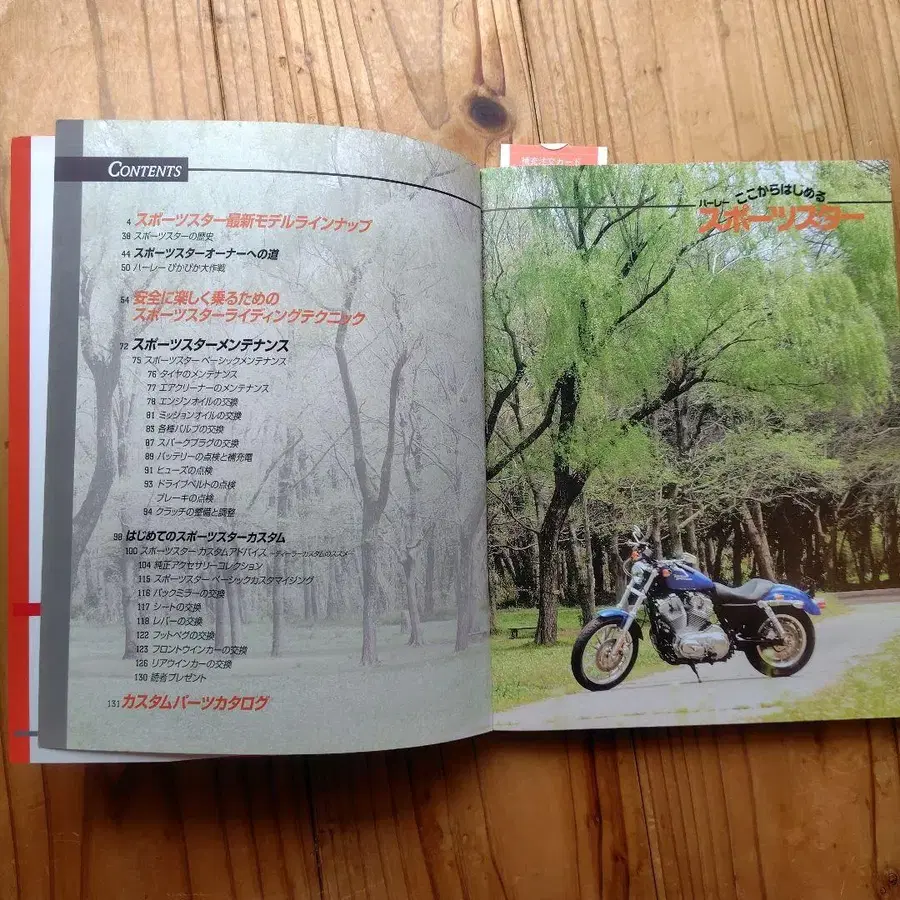 CONTENTS
4 スポーツスター最新モデルラインナップ
38 スポーツスターの歴史
44 スポーツスターオーナーへの道
50 ハーレー ぴかぴか大作戦
54 安全に楽しく乗るための
スポーツスターライディングテクニック
72 スポーツスターメンテナンス
75 スポーツスター ベーシックメンテナンス
76 タイヤのメンテナンス
77 エアクリーナーのメンテナンス
78 エンジンオイルの交換
81 ミッションオイルの交換
83 各種バルブの交換
87 スパークプラグの交換
89 バッテリーの点検と補充電
91 ヒューズの点検
93 ドライブベルトの点検
ブレーキの点検
94 クラッチの整備と調整
98 はじめてのスポーツスターカスタム
100 スポーツスター カスタムアドバイス －ディーラーカスタムのススメ－
104 純正アクセサリーコレクション
115 スポーツスター ベーシックカスタマイジング
116 バックミラーの交換
117 シートの交換
118 レバーの交換
122 フットペグの交換
123 フロントウインカーの交換
126 リアウインカーの交換
130 読者プレゼント
131 カスタムパーツカタログ
補充注文カード
ハーレー ここからはじめる
スポーツスター